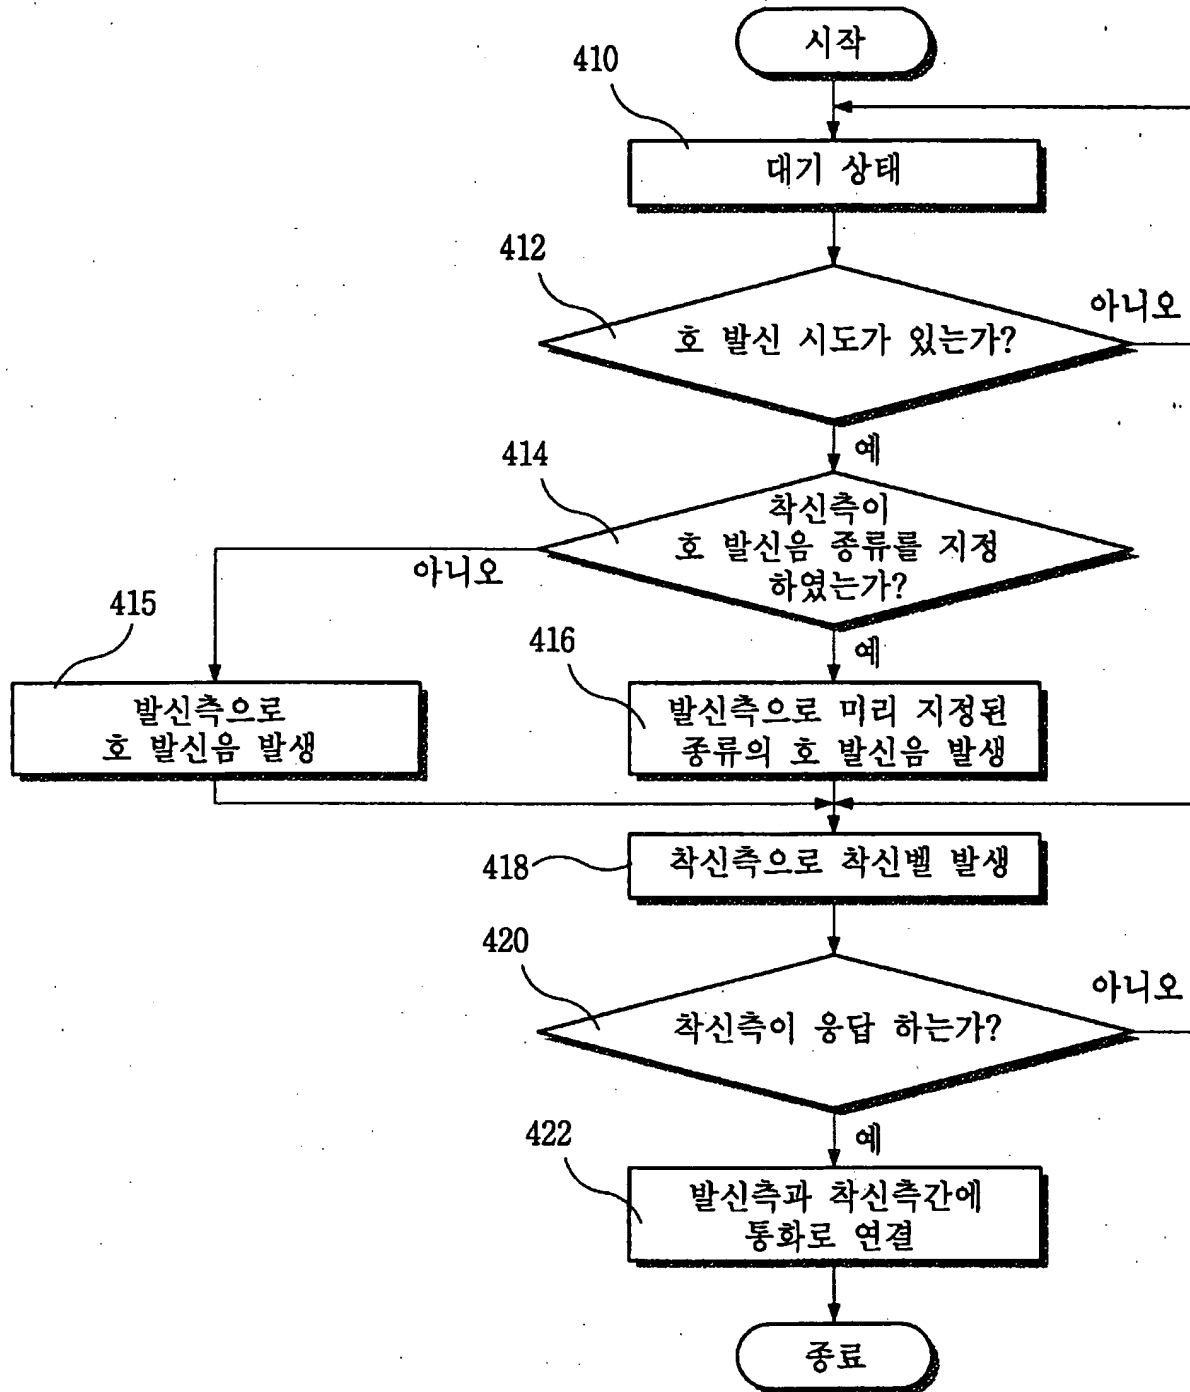 시작
410
대기 상태
412
호 발신 시도가 있는가?
아니오
예
414
착신측이
호 발신음 종류를 지정
하였는가?
아니오
415
발신측으로
호 발신음 발생
예
416
발신측으로 미리 지정된
종류의 호 발신음 발생
418
착신측으로 착신벨 발생
420
착신측이 응답 하는가?
아니오
예
422
발신측과 착신측간에
통화로 연결
종료